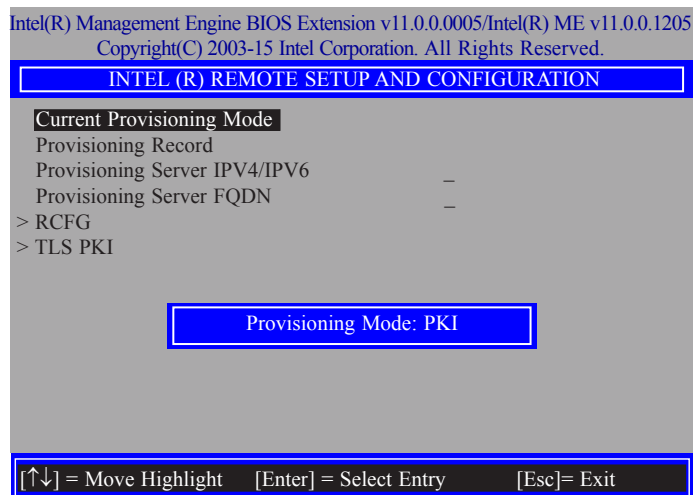 Intel(R) Management Engine BIOS Extension v11.0.0.0005/Intel(R) ME v11.0.0.1205
Copyright(C) 2003-15 Intel Corporation. All Rights Reserved.
INTEL (R) REMOTE SETUP AND CONFIGURATION
Current Provisioning Mode
Provisioning Record
Provisioning Server IPV4/IPV6 _
Provisioning Server FQDN _
> RCFG
> TLS PKI
Provisioning Mode: PKI
[↑↓] = Move Highlight [Enter] = Select Entry [Esc]= Exit